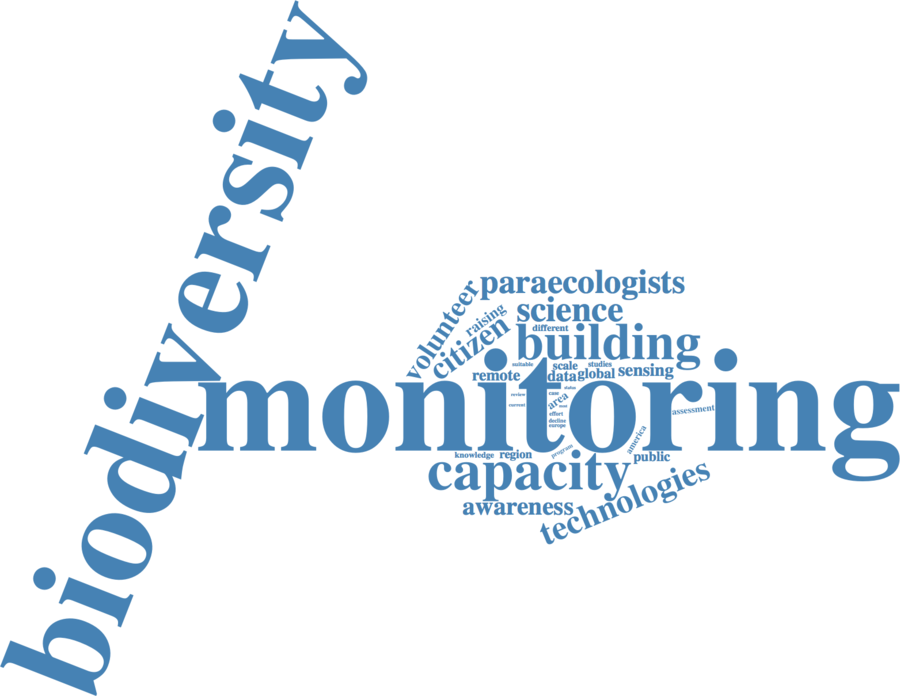 biodiversity
paraecologists
volunteer
raising
science
citizen
different
building
suitable
scale
studies
remote
data
global
sensing
monitoring
status
review
case
area
current
effort
decline
europe
assessment
america
program
knowledge
region
public
capacity
awareness
technologies